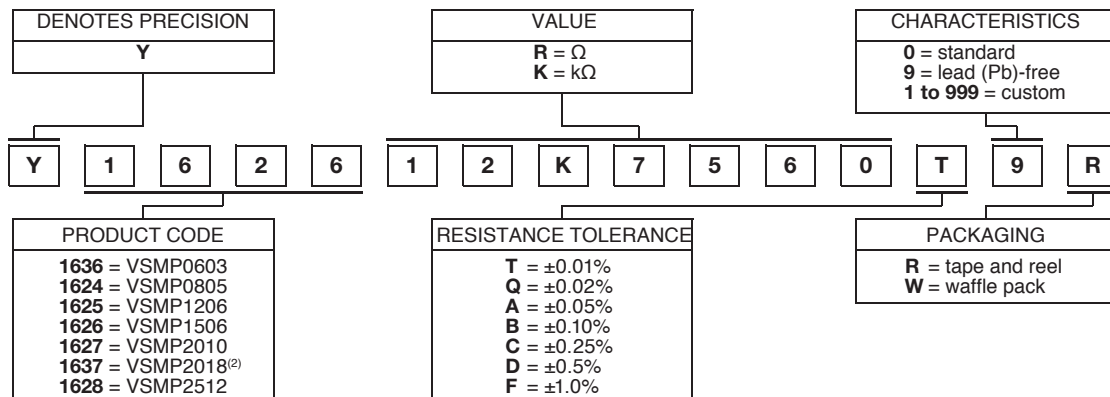 DENOTES PRECISION
Y
VALUE
R = Ω
K = kΩ
CHARACTERISTICS
0 = standard
9 = lead (Pb)-free
1 to 999 = custom
Y 1 6 2 6 1 2 K 7 5 6 0 T 9 R
PRODUCT CODE
1636 = VSMP0603
1624 = VSMP0805
1625 = VSMP1206
1626 = VSMP1506
1627 = VSMP2010
1637 = VSMP2018(2)
1628 = VSMP2512
RESISTANCE TOLERANCE
T = ±0.01%
Q = ±0.02%
A = ±0.05%
B = ±0.10%
C = ±0.25%
D = ±0.5%
F = ±1.0%
PACKAGING
R = tape and reel
W = waffle pack